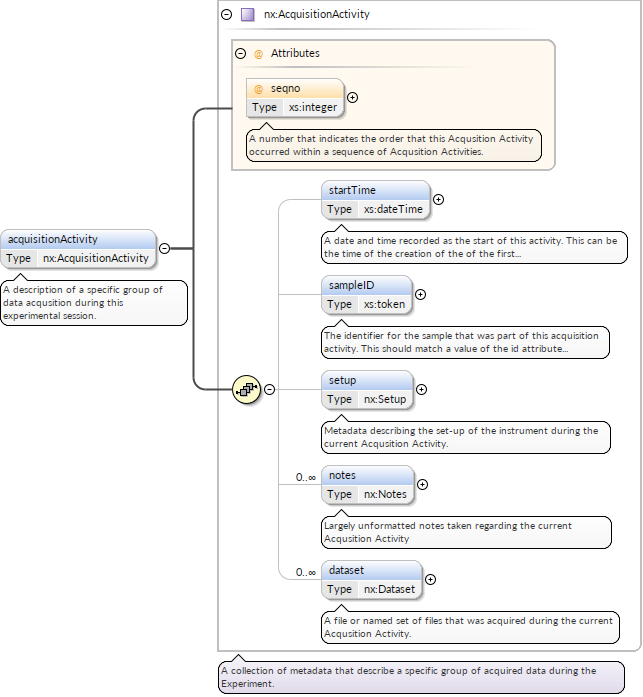 nx:AcquisitionActivity
@ Attributes
@ seqno
Type xs:integer
A number that indicates the order that this Acqusition Activity
occurred within a sequence of Acqusition Activities.
startTime
Type xs:dateTime
A date and time recorded as the start of this activity. This can be
the time of the creation of the of the first...
acquisitionActivity
Type nx:AcquisitionActivity
A description of a specific group of
data acqusition during this
experimental session.
sampleID
Type xs:token
The identifier for the sample that was part of this acquisition
activity. This should match a value of the id attribute...
setup
Type nx:Setup
Metadata describing the set-up of the instrument during the
current Acqusition Activity.
0..∞
notes
Type nx:Notes
Largely unformatted notes taken regarding the current
Acqusition Activity
0..∞
dataset
Type nx:Dataset
A file or named set of files that was acquired during the current
Acqusition Activity.
A collection of metadata that describe a specific group of acquired data during the
Experiment.